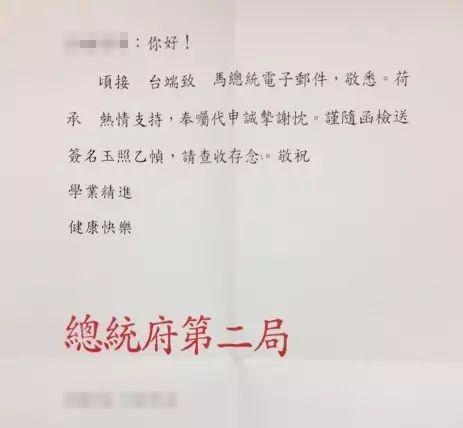 ：你好！
頃接　台端致　馬總統電子郵件，敬悉。荷
承　熱情支持，奉囑代申誠摯謝忱。謹隨函檢送
簽名玉照乙幀，請查收存念。敬祝
學業精進
健康快樂
總統府第二局